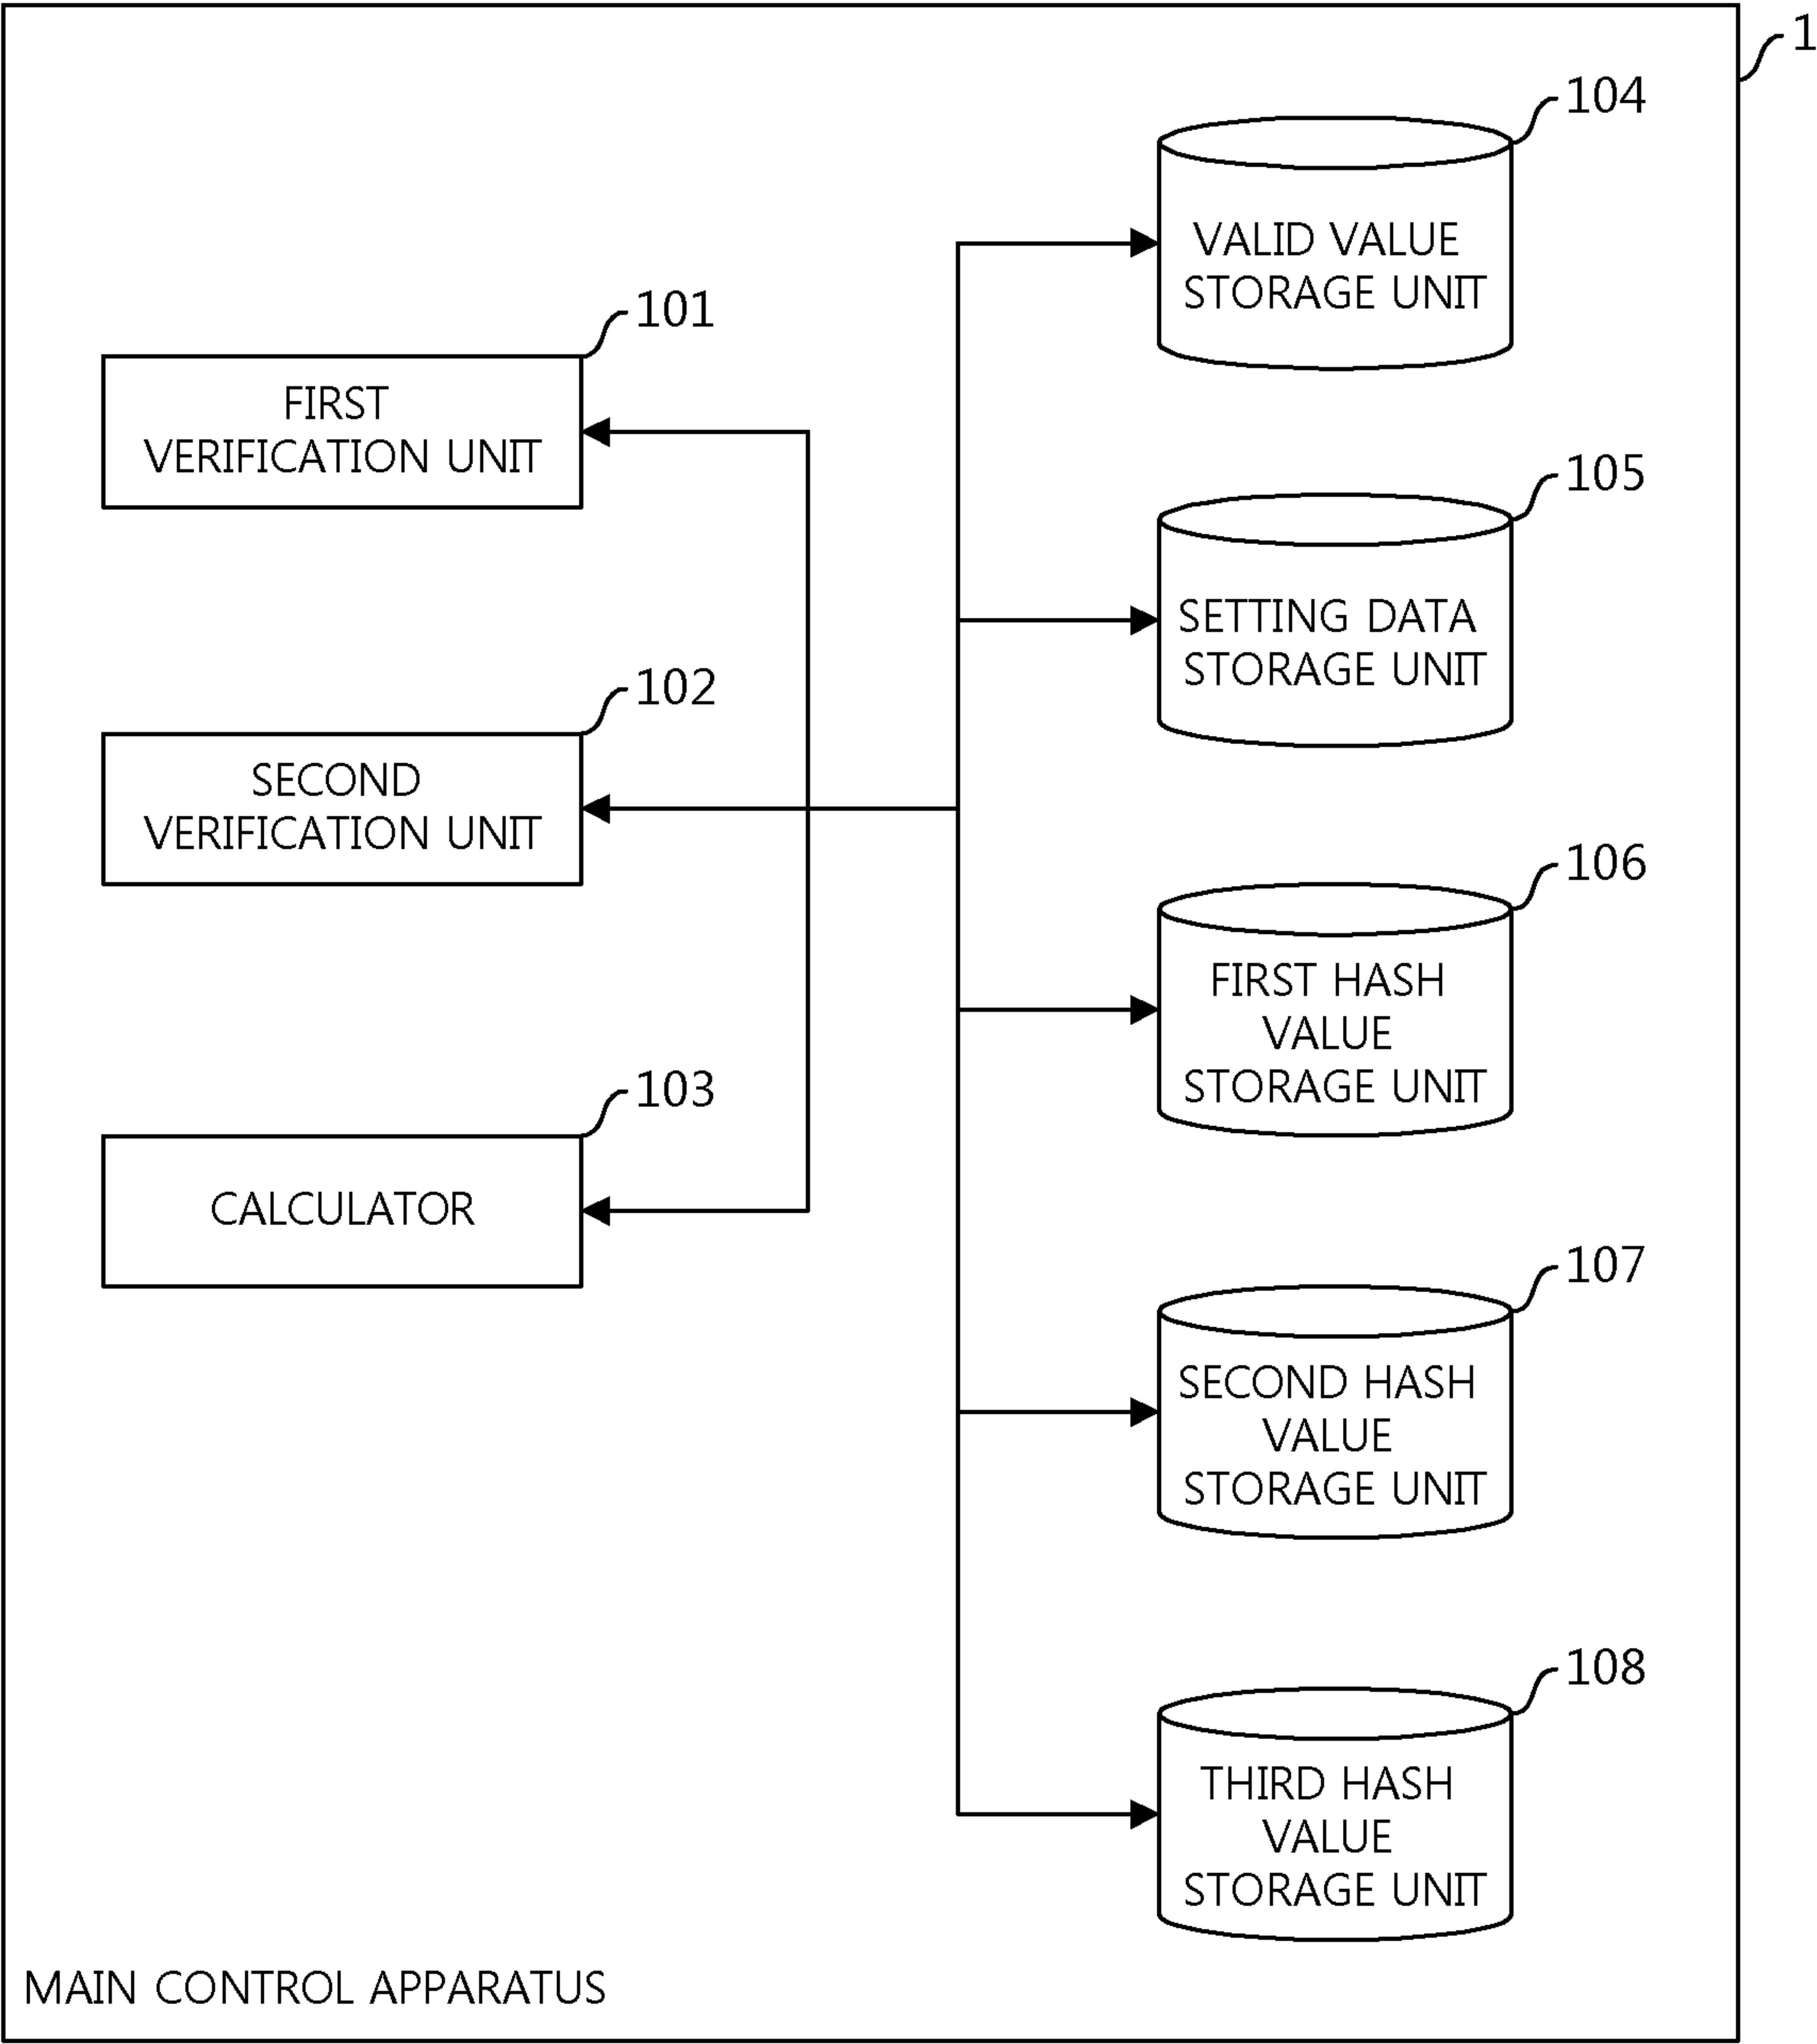 1
104
VALID VALUE
STORAGE UNIT
101
FIRST
VERIFICATION UNIT
105
SETTING DATA
STORAGE UNIT
102
SECOND
VERIFICATION UNIT
106
FIRST HASH
VALUE
STORAGE UNIT
103
CALCULATOR
107
SECOND HASH
VALUE
STORAGE UNIT
108
THIRD HASH
VALUE
STORAGE UNIT
MAIN CONTROL APPARATUS